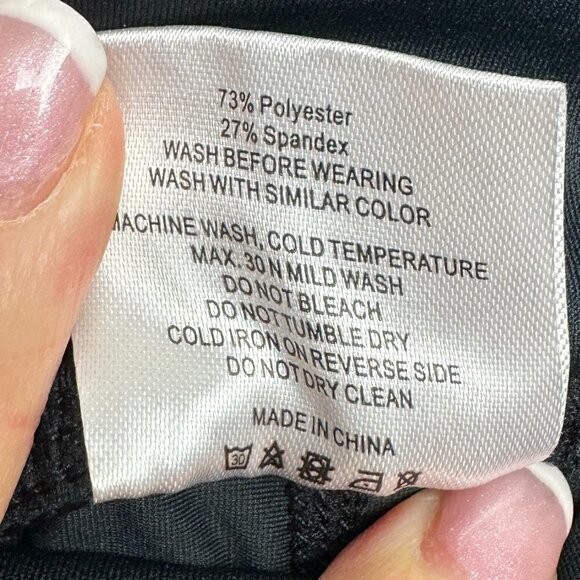 73% Polyester
27% Spandex
WASH BEFORE WEARING
WASH WITH SIMILAR COLOR
MACHINE WASH, COLD TEMPERATURE
MAX. 30 N MILD WASH
DO NOT BLEACH
DO NOT TUMBLE DRY
COLD IRON ON REVERSE SIDE
DO NOT DRY CLEAN
MADE IN CHINA
30